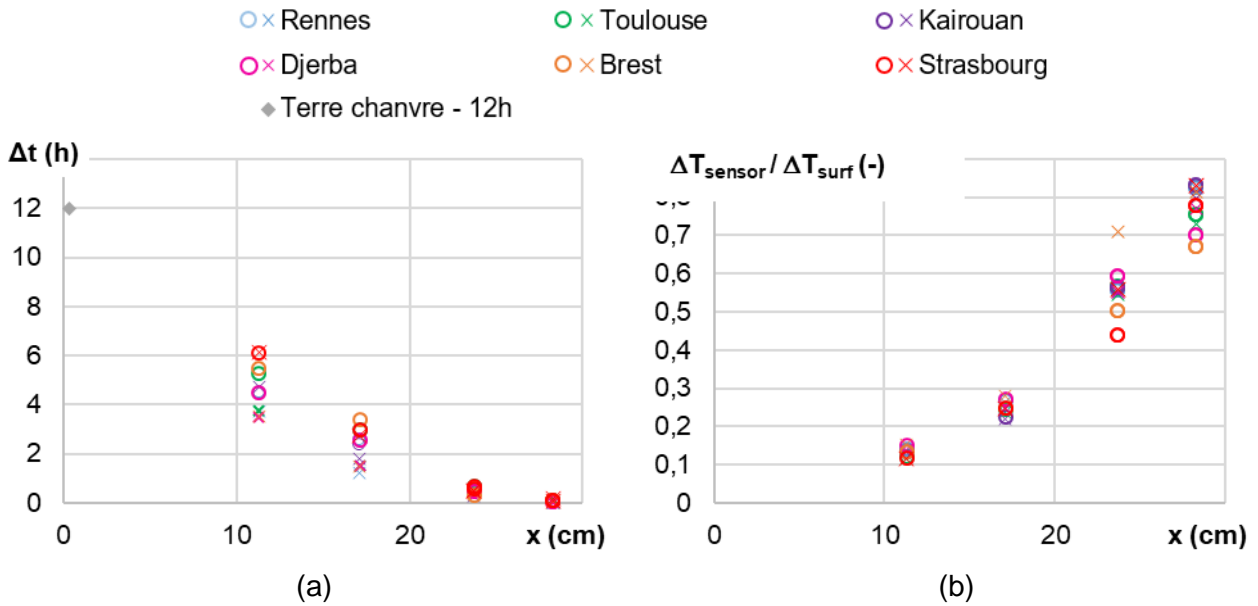 Rennes Toulouse Kairouan
Djerba Brest Strasbourg
Terre chanvre - 12h
Δt (h)
12
10
8
6
4
2
0
0 10 20 x (cm)
(a)
ΔTsensor / ΔTsurf (-)
0,7
0,6
0,5
0,4
0,3
0,2
0,1
0
0 10 20 x (cm)
(b)